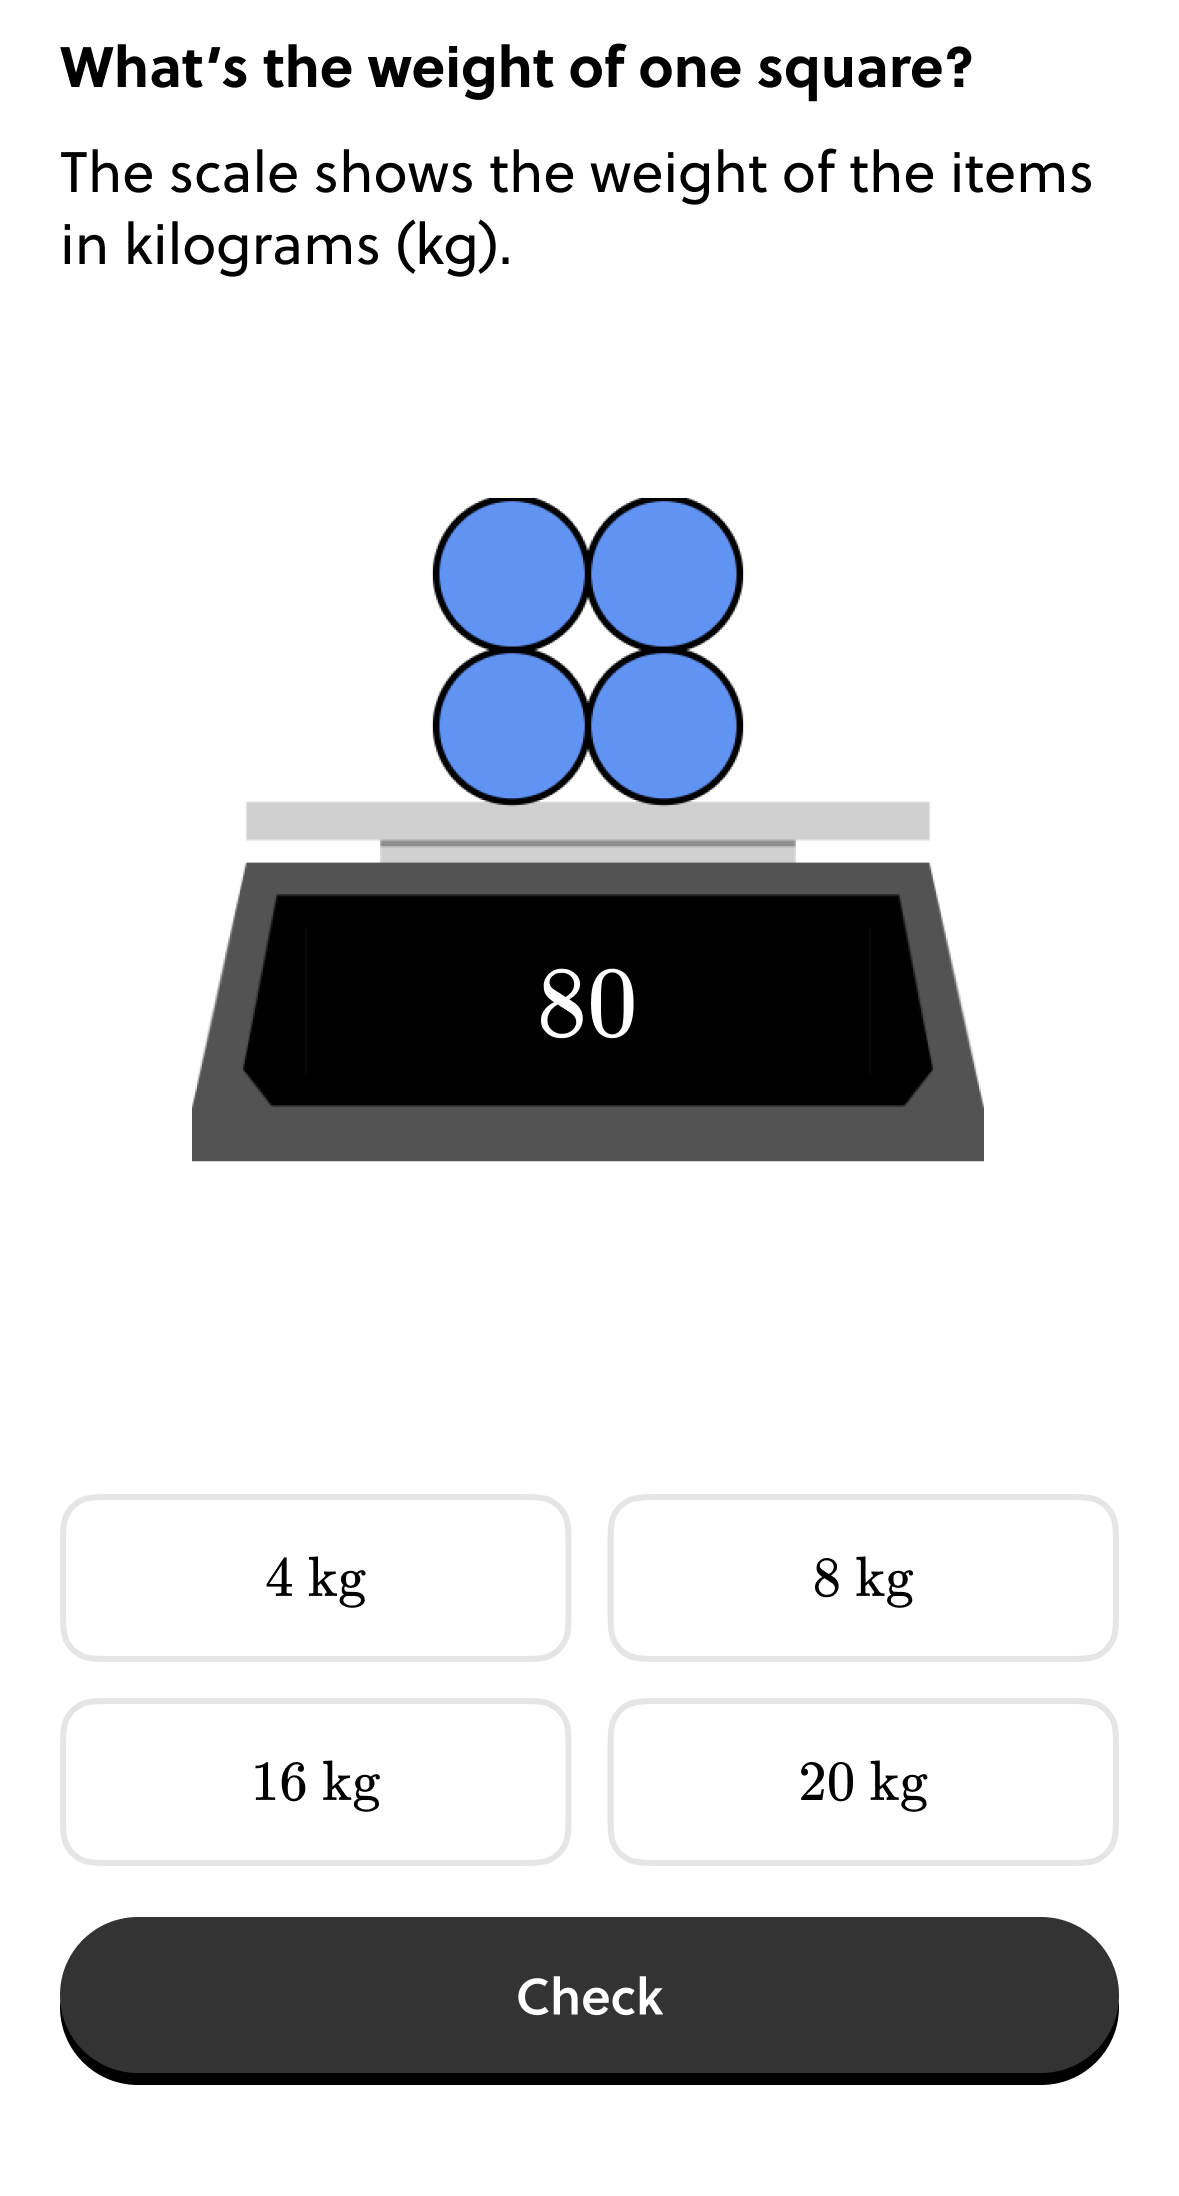 What's the weight of one square?
The scale shows the weight of the items
in kilograms (kg).
80
4 kg
8 kg
16 kg
20 kg
Check